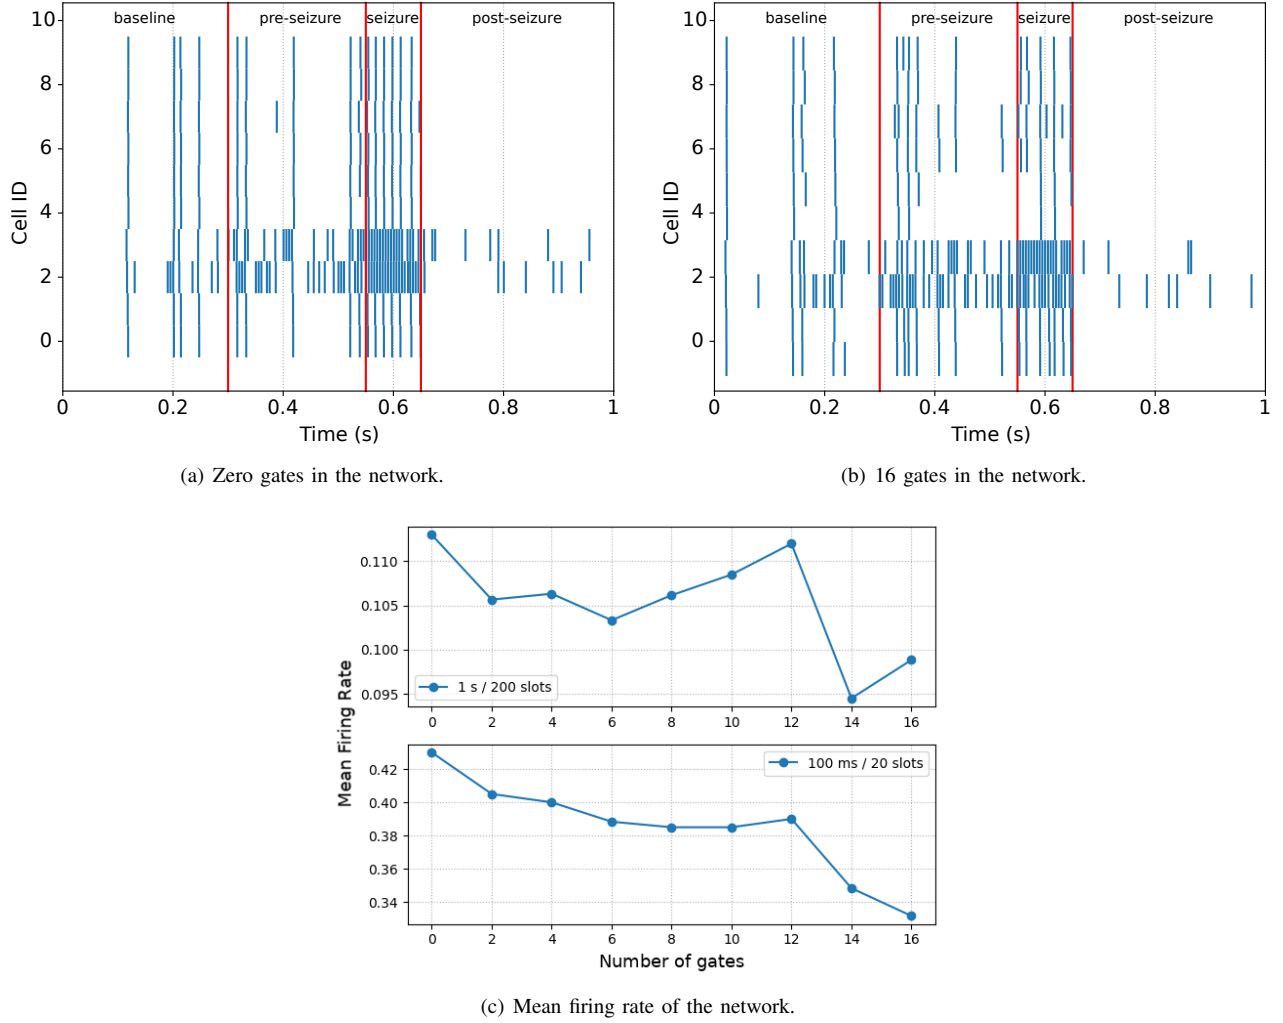 baseline pre-seizure seizure post-seizure
10
8
6
4
2
0
Cell ID
0 0.2 0.4 0.6 0.8 1
Time (s)
(a) Zero gates in the network.
baseline pre-seizure seizure post-seizure
10
8
6
4
2
0
Cell ID
0 0.2 0.4 0.6 0.8 1
Time (s)
(b) 16 gates in the network.
Mean Firing Rate
0.110
0.105
0.100
0.095
1 s / 200 slots
0 2 4 6 8 10 12 14 16
0.42
0.40
0.38
0.36
0.34
100 ms / 20 slots
0 2 4 6 8 10 12 14 16
Number of gates
(c) Mean firing rate of the network.